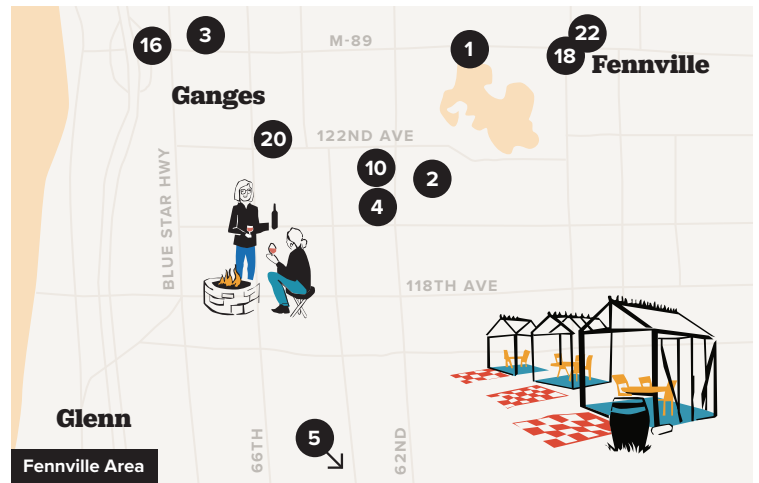 16
3
M-89
1
22
18
Fennville
Ganges
20
122ND AVE
10
2
4
BLUE STAR HWY
118TH AVE
Glenn
66TH
5
62ND
Fennville Area